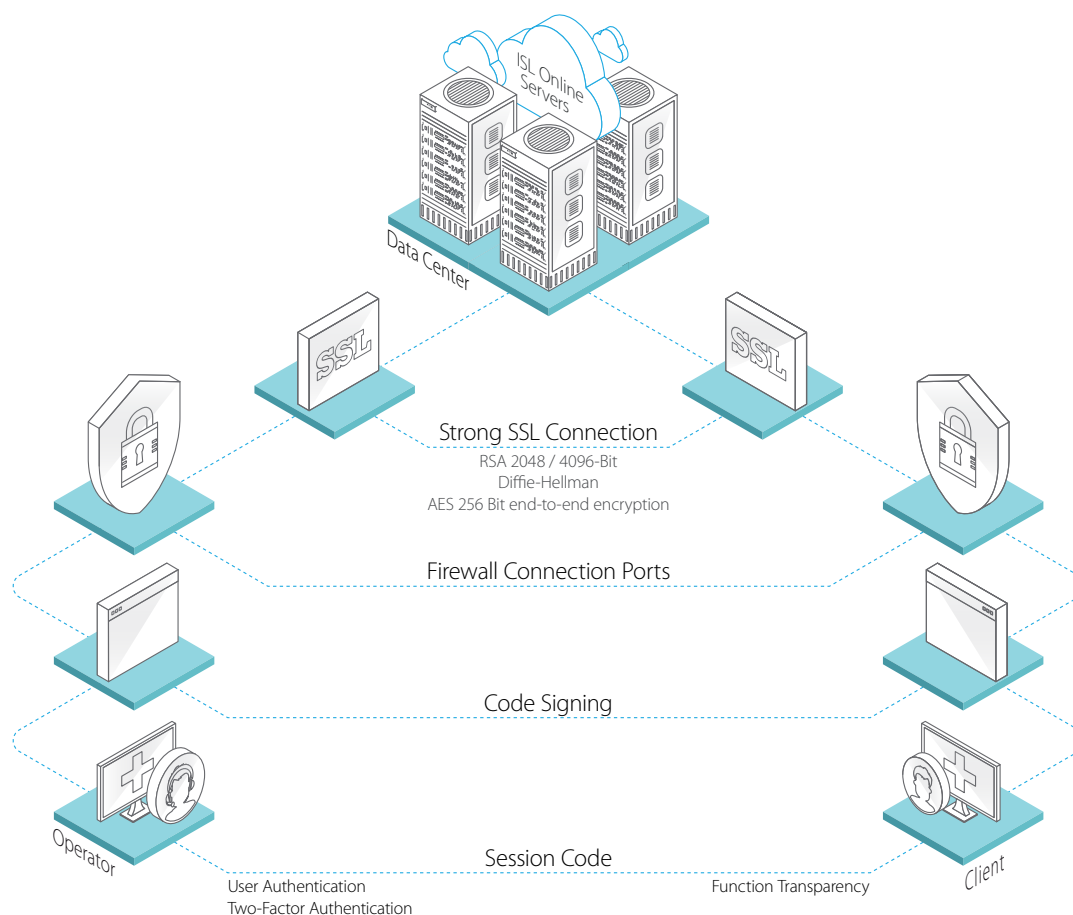 ISL Online
Servers
Data Center
SSL
SSL
Strong SSL Connection
RSA 2048 / 4096-Bit
Diffie-Hellman
AES 256 Bit end-to-end encryption
Firewall Connection Ports
Code Signing
Operator
Session Code
Client
User Authentication
Two-Factor Authentication
Function Transparency